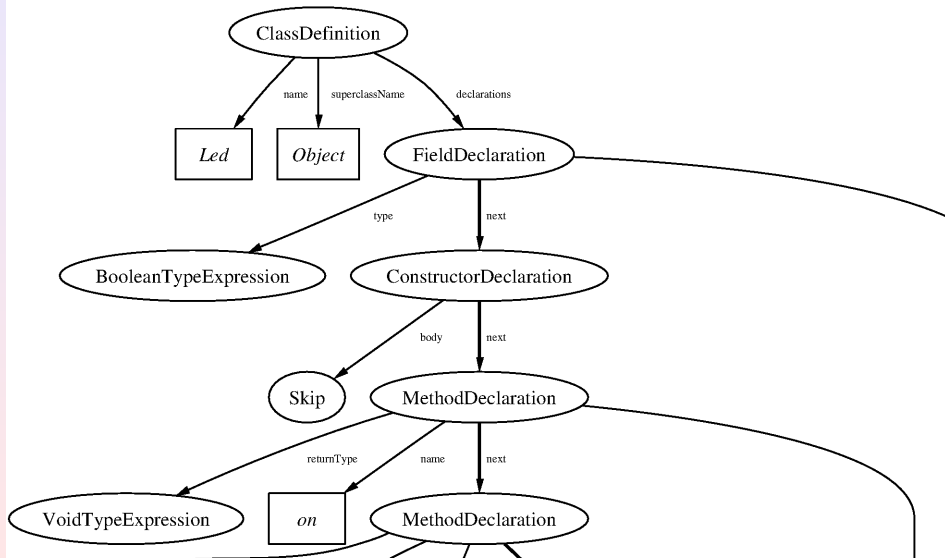 ClassDefinition
name
superclassName
declarations
Led
Object
FieldDeclaration
type
next
BooleanTypeExpression
ConstructorDeclaration
body
next
Skip
MethodDeclaration
returnType
name
next
VoidTypeExpression
on
MethodDeclaration